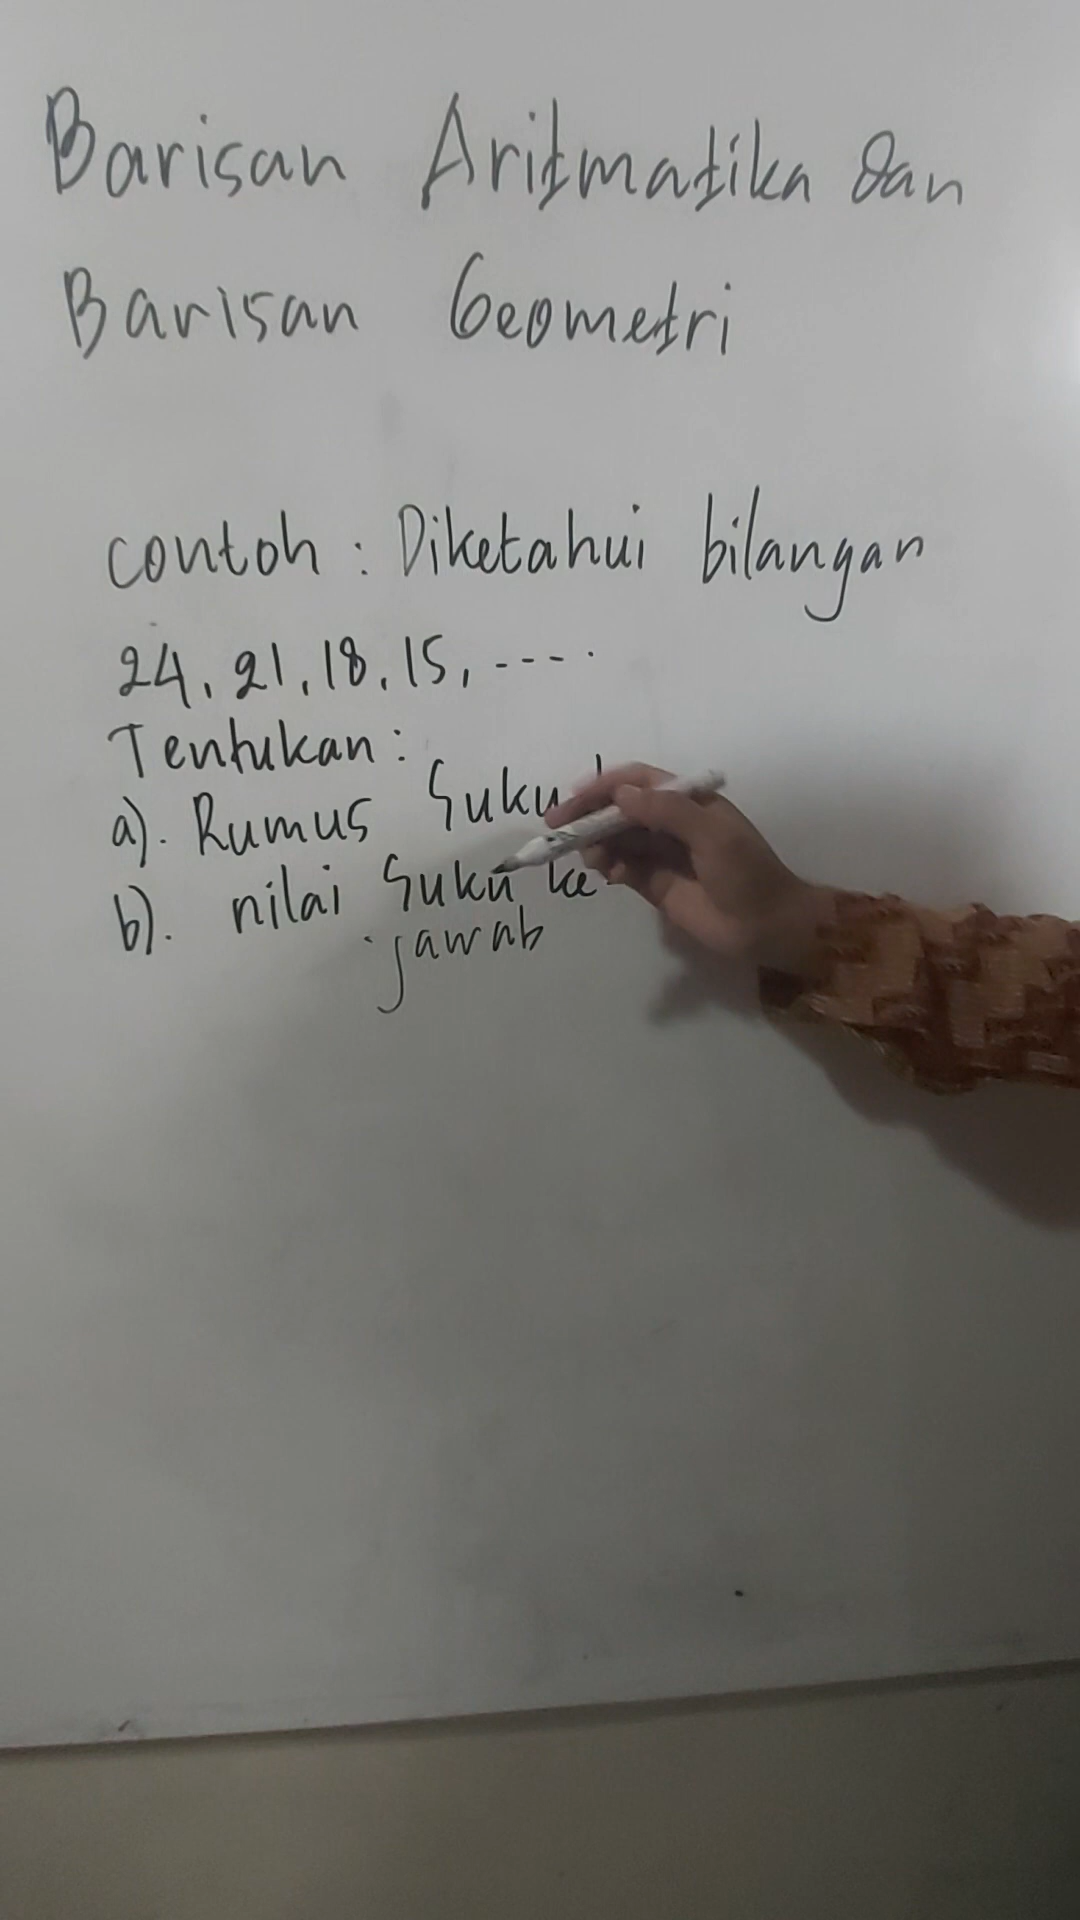 Barisan Aritmatika dan
Barisan Geometri
contoh : Diketahui bilangan
24, 21, 18, 15, ----.
Tentukan :
a). Rumus Suku
b). nilai Suku ke-
jawab